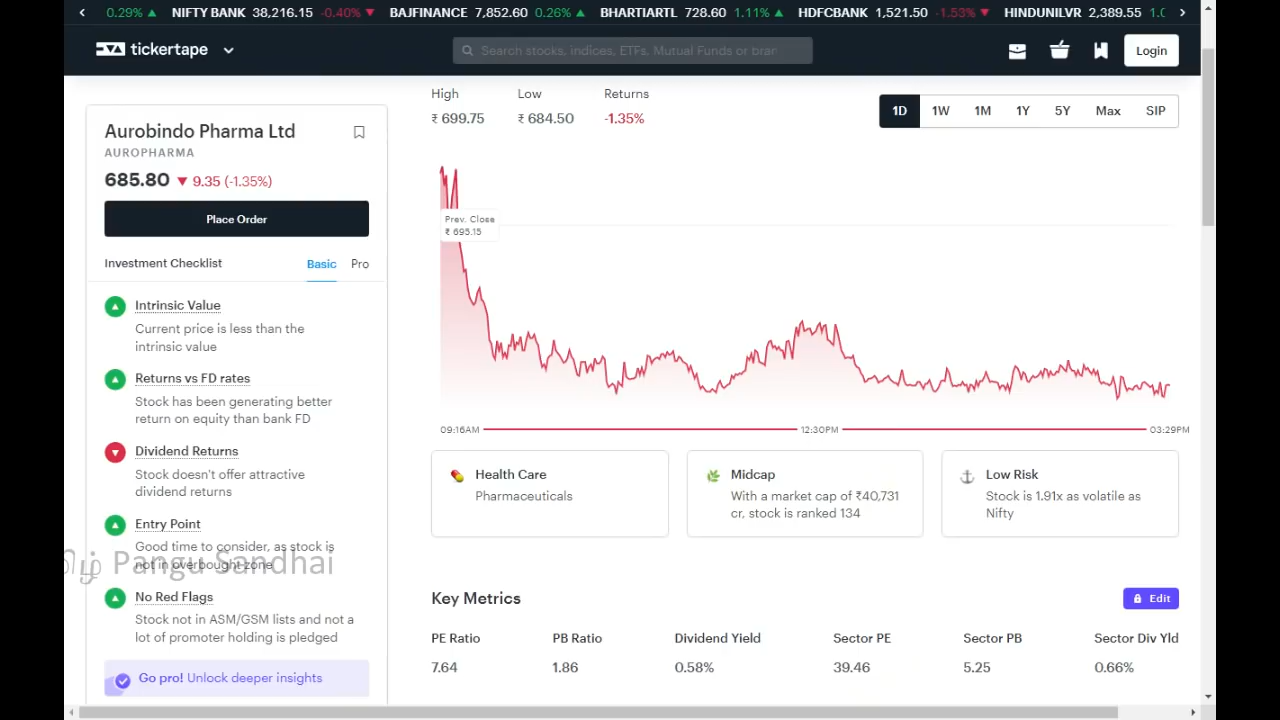 0.29% ▲ NIFTY BANK 38,216.15 -0.40% ▼ BAJFINANCE 7,852.60 0.26% ▲ BHARTIARTL 728.60 1.11% ▲ HDFCBANK 1,521.50 -1.53% ▼ HINDUNILVR 2,389.55
tickertape
Search stocks, indices, ETFs, Mutual Funds or
Login
Aurobindo Pharma Ltd
AUROPHARMA
685.80 ▼ 9.35 (-1.35%)
Place Order
Investment Checklist Basic Pro
Intrinsic Value
Current price is less than the
intrinsic value
Returns vs FD rates
Stock has been generating better
return on equity than bank FD
Dividend Returns
Stock doesn't offer attractive
dividend returns
Entry Point
Good time to consider, as stock is
not in overbought zone
Pangu Sandhai
No Red Flags
Stock not in ASM/GSM lists and not a
lot of promoter holding is pledged
Go pro! Unlock deeper insights
High Low Returns
₹ 699.75 ₹ 684.50 -1.35%
1D 1W 1M 1Y 5Y Max SIP
Prev. Close
₹ 695.15
09:16AM 12:30PM 03:29PM
Health Care
Pharmaceuticals
Midcap
With a market cap of ₹40,731
cr, stock is ranked 134
Low Risk
Stock is 1.91x as volatile as
Nifty
Key Metrics Edit
PE Ratio PB Ratio Dividend Yield Sector PE Sector PB Sector Div Yld
7.64 1.86 0.58% 39.46 5.25 0.66%